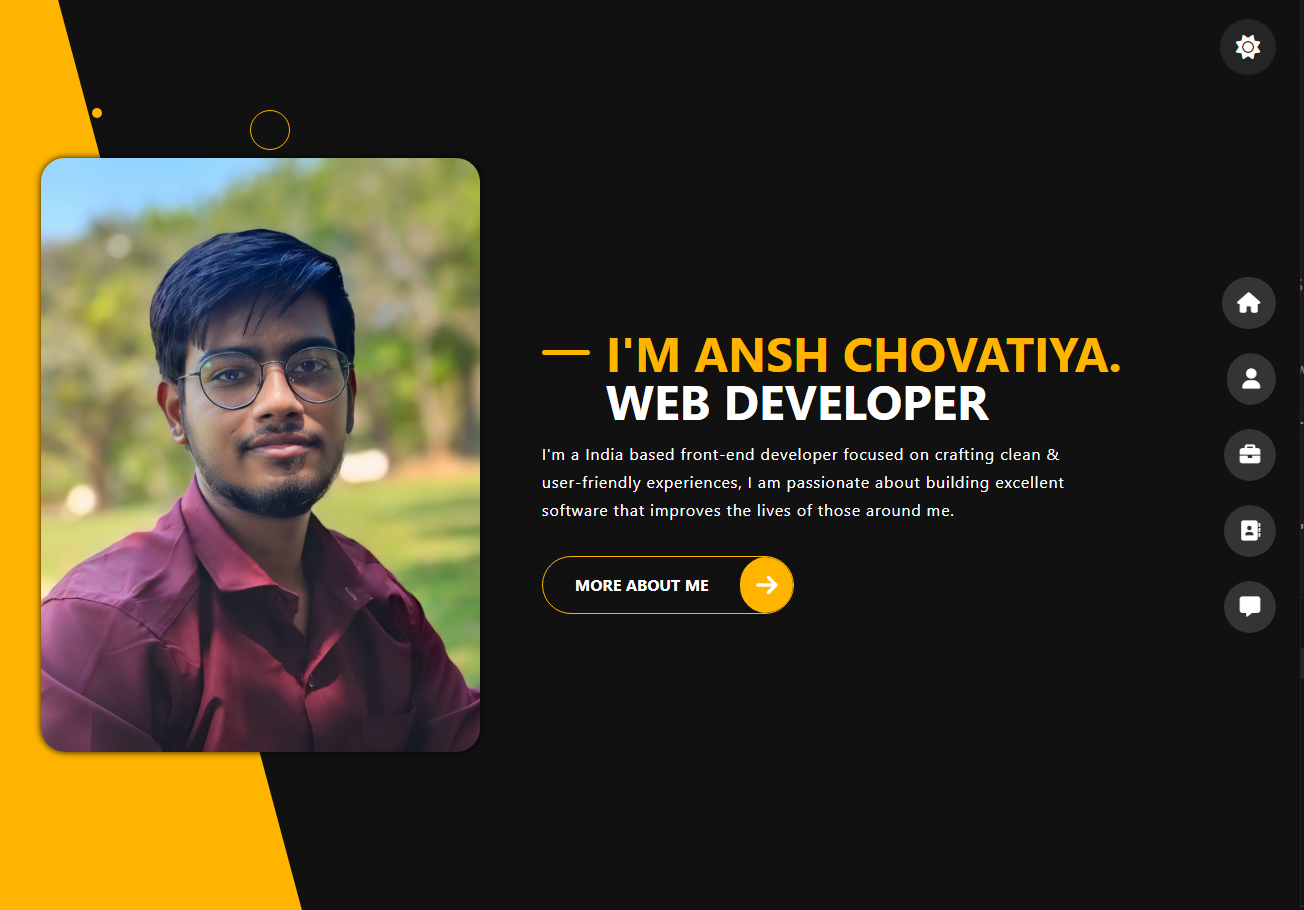 I'M ANSH CHOVATIYA.
WEB DEVELOPER
I'm a India based front-end developer focused on crafting clean &
user-friendly experiences, I am passionate about building excellent
software that improves the lives of those around me.
MORE ABOUT ME